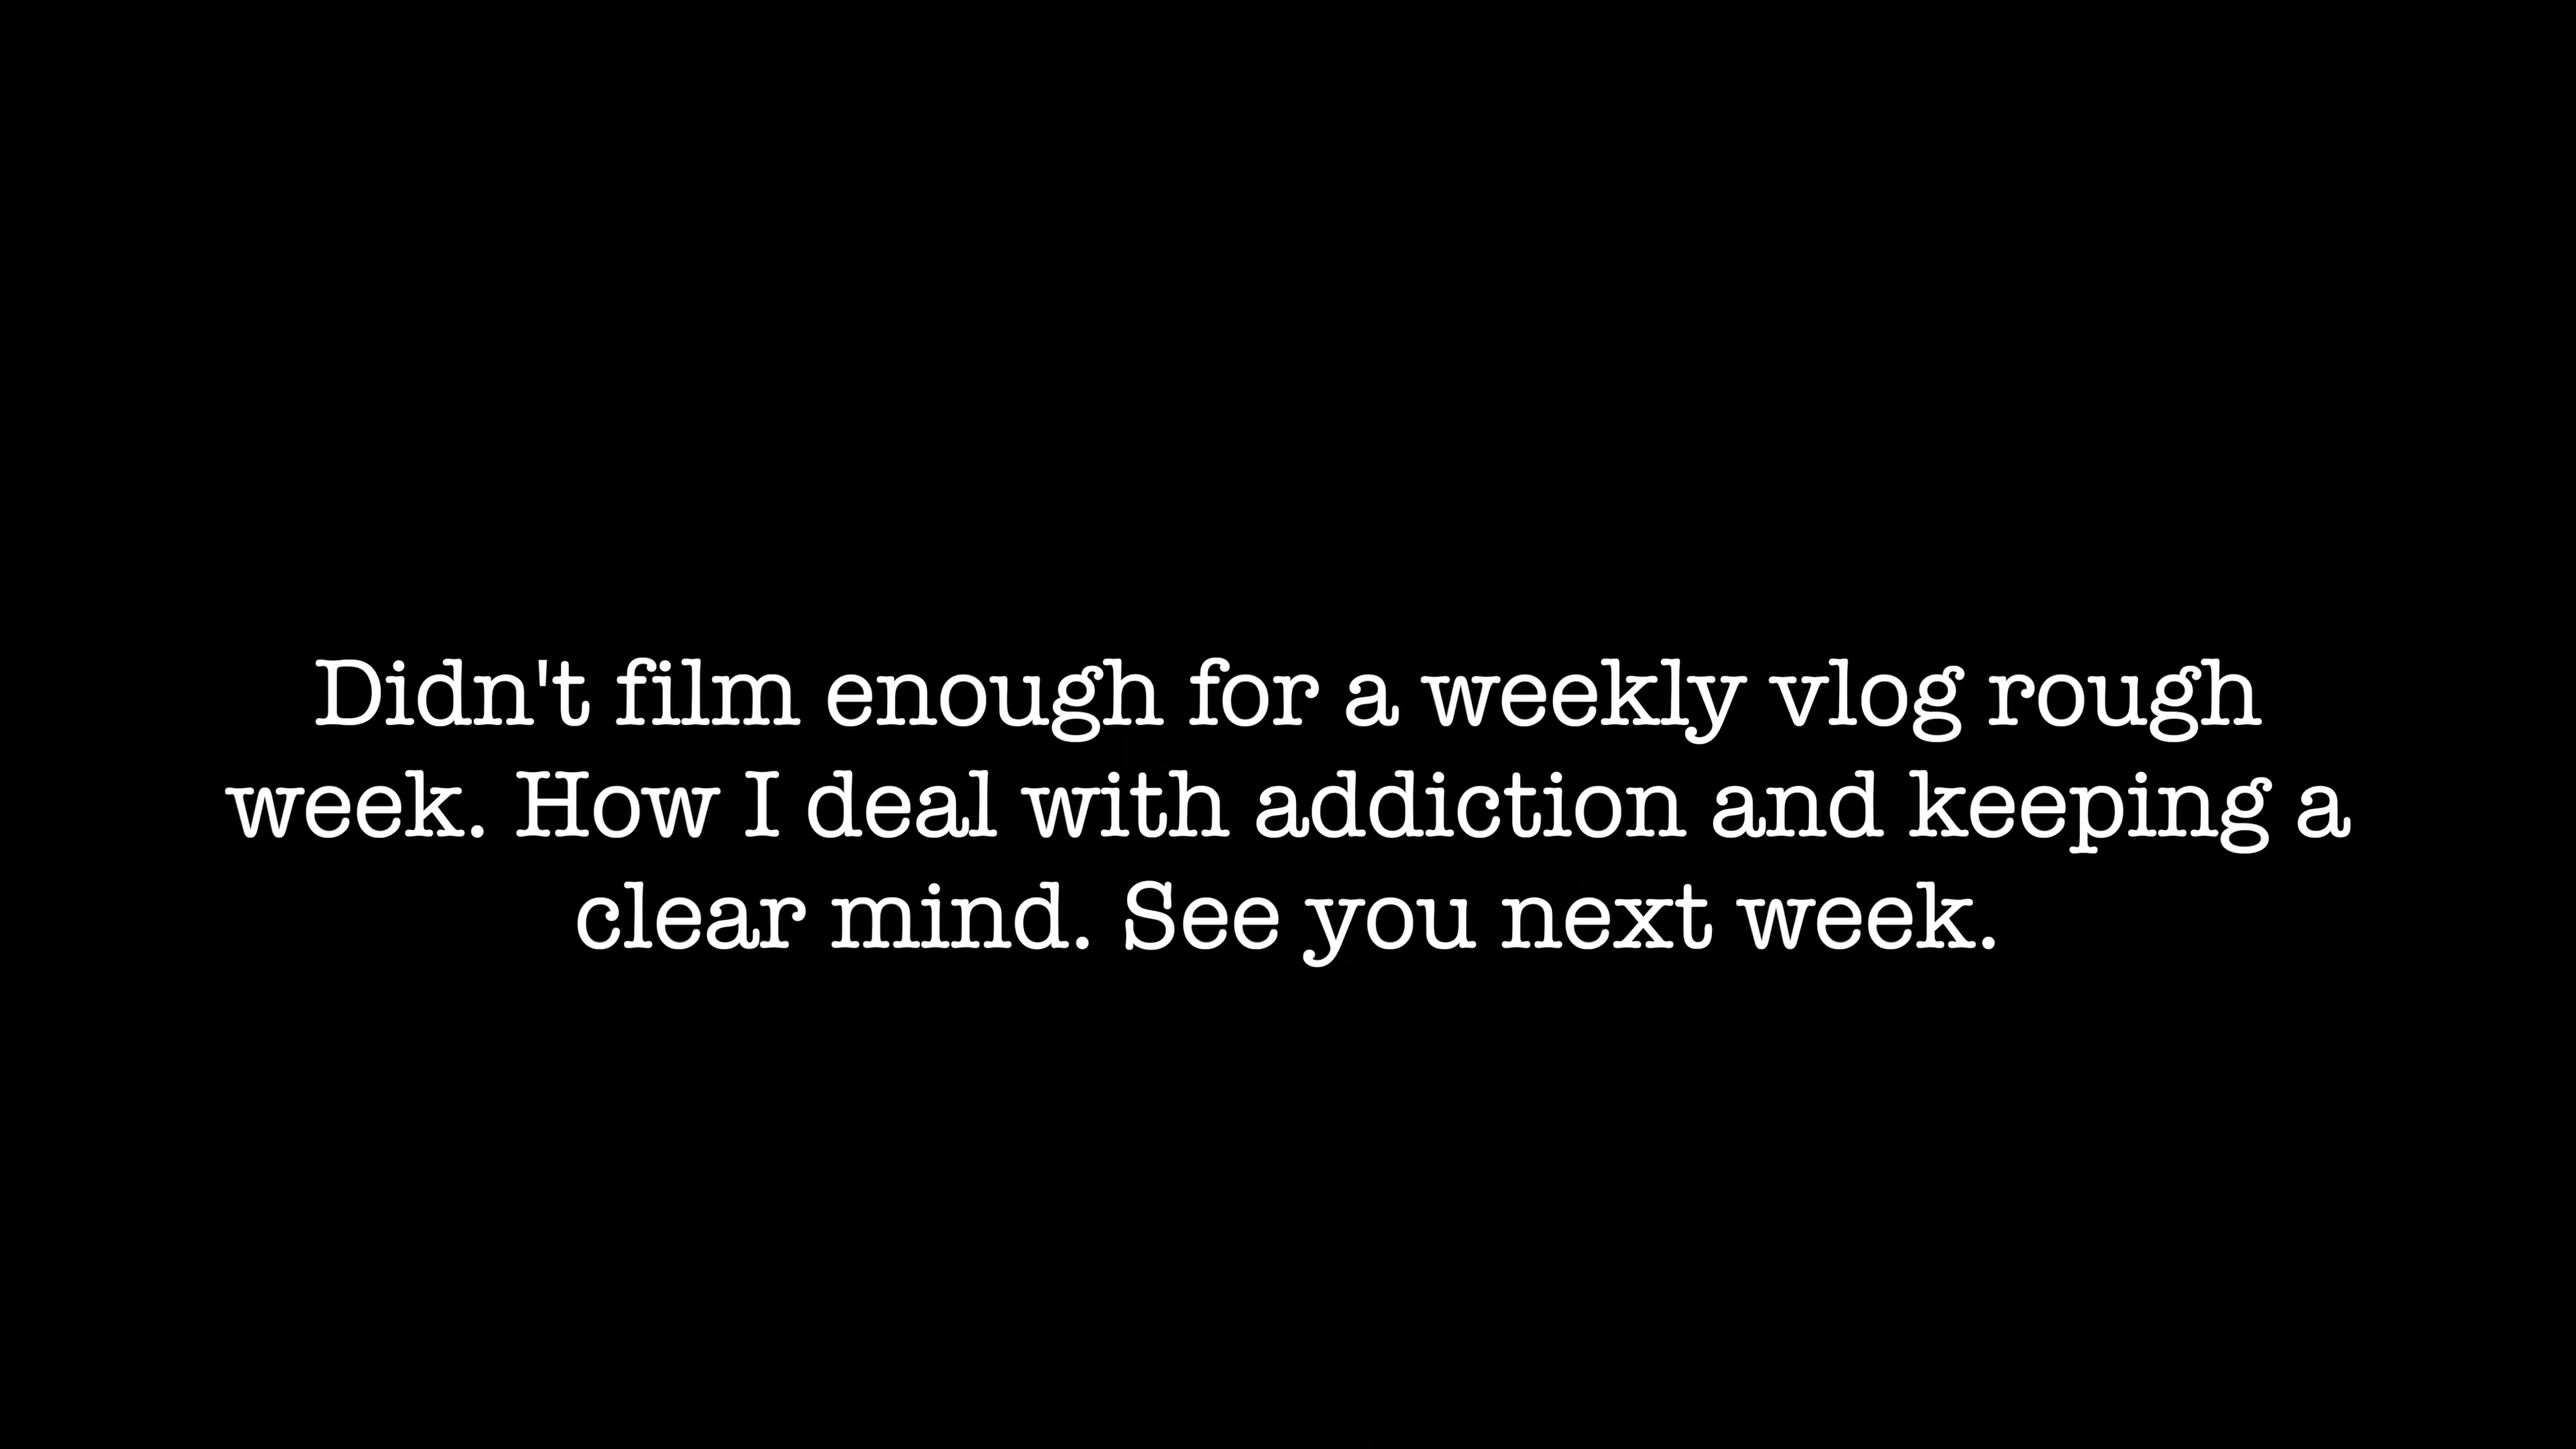 Didn't film enough for a weekly vlog rough
week. How I deal with addiction and keeping a
clear mind. See you next week.